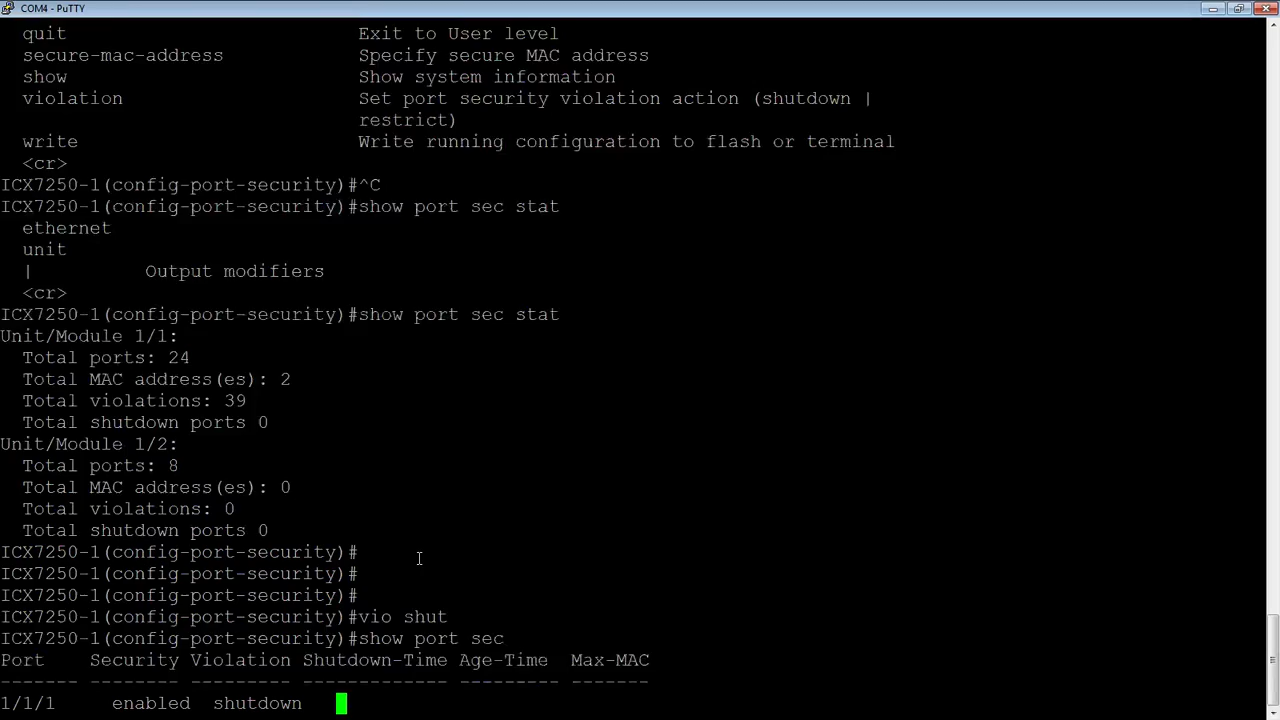 COM4 - PuTTY
quit Exit to User level
secure-mac-address Specify secure MAC address
show Show system information
violation Set port security violation action (shutdown |
restrict)
write Write running configuration to flash or terminal
<cr>
ICX7250-1(config-port-security)#^C
ICX7250-1(config-port-security)#show port sec stat
ethernet
unit
| Output modifiers
<cr>
ICX7250-1(config-port-security)#show port sec stat
Unit/Module 1/1:
Total ports: 24
Total MAC address(es): 2
Total violations: 39
Total shutdown ports 0
Unit/Module 1/2:
Total ports: 8
Total MAC address(es): 0
Total violations: 0
Total shutdown ports 0
ICX7250-1(config-port-security)#
ICX7250-1(config-port-security)#
ICX7250-1(config-port-security)#
ICX7250-1(config-port-security)#vio shut
ICX7250-1(config-port-security)#show port sec
Port Security Violation Shutdown-Time Age-Time Max-MAC
------- -------- --------- ------------- --------- -------
1/1/1 enabled shutdown